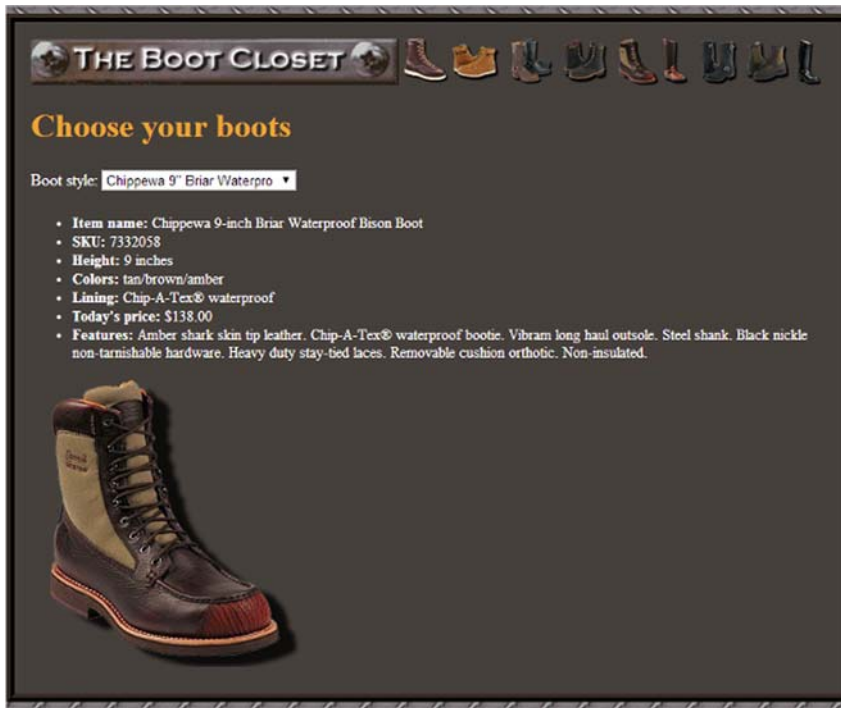 THE BOOT CLOSET
Choose your boots
Boot style: Chippewa 9" Briar Waterpro
• Item name: Chippewa 9-inch Briar Waterproof Bison Boot
• SKU: 7332058
• Height: 9 inches
• Colors: tan/brown/amber
• Lining: Chip-A-Tex® waterproof
• Today's price: $138.00
• Features: Amber shark skin tip leather. Chip-A-Tex® waterproof bootie. Vibram long haul outsole. Steel shank. Black nickle
non-tarnishable hardware. Heavy duty stay-tied laces. Removable cushion orthotic. Non-insulated.